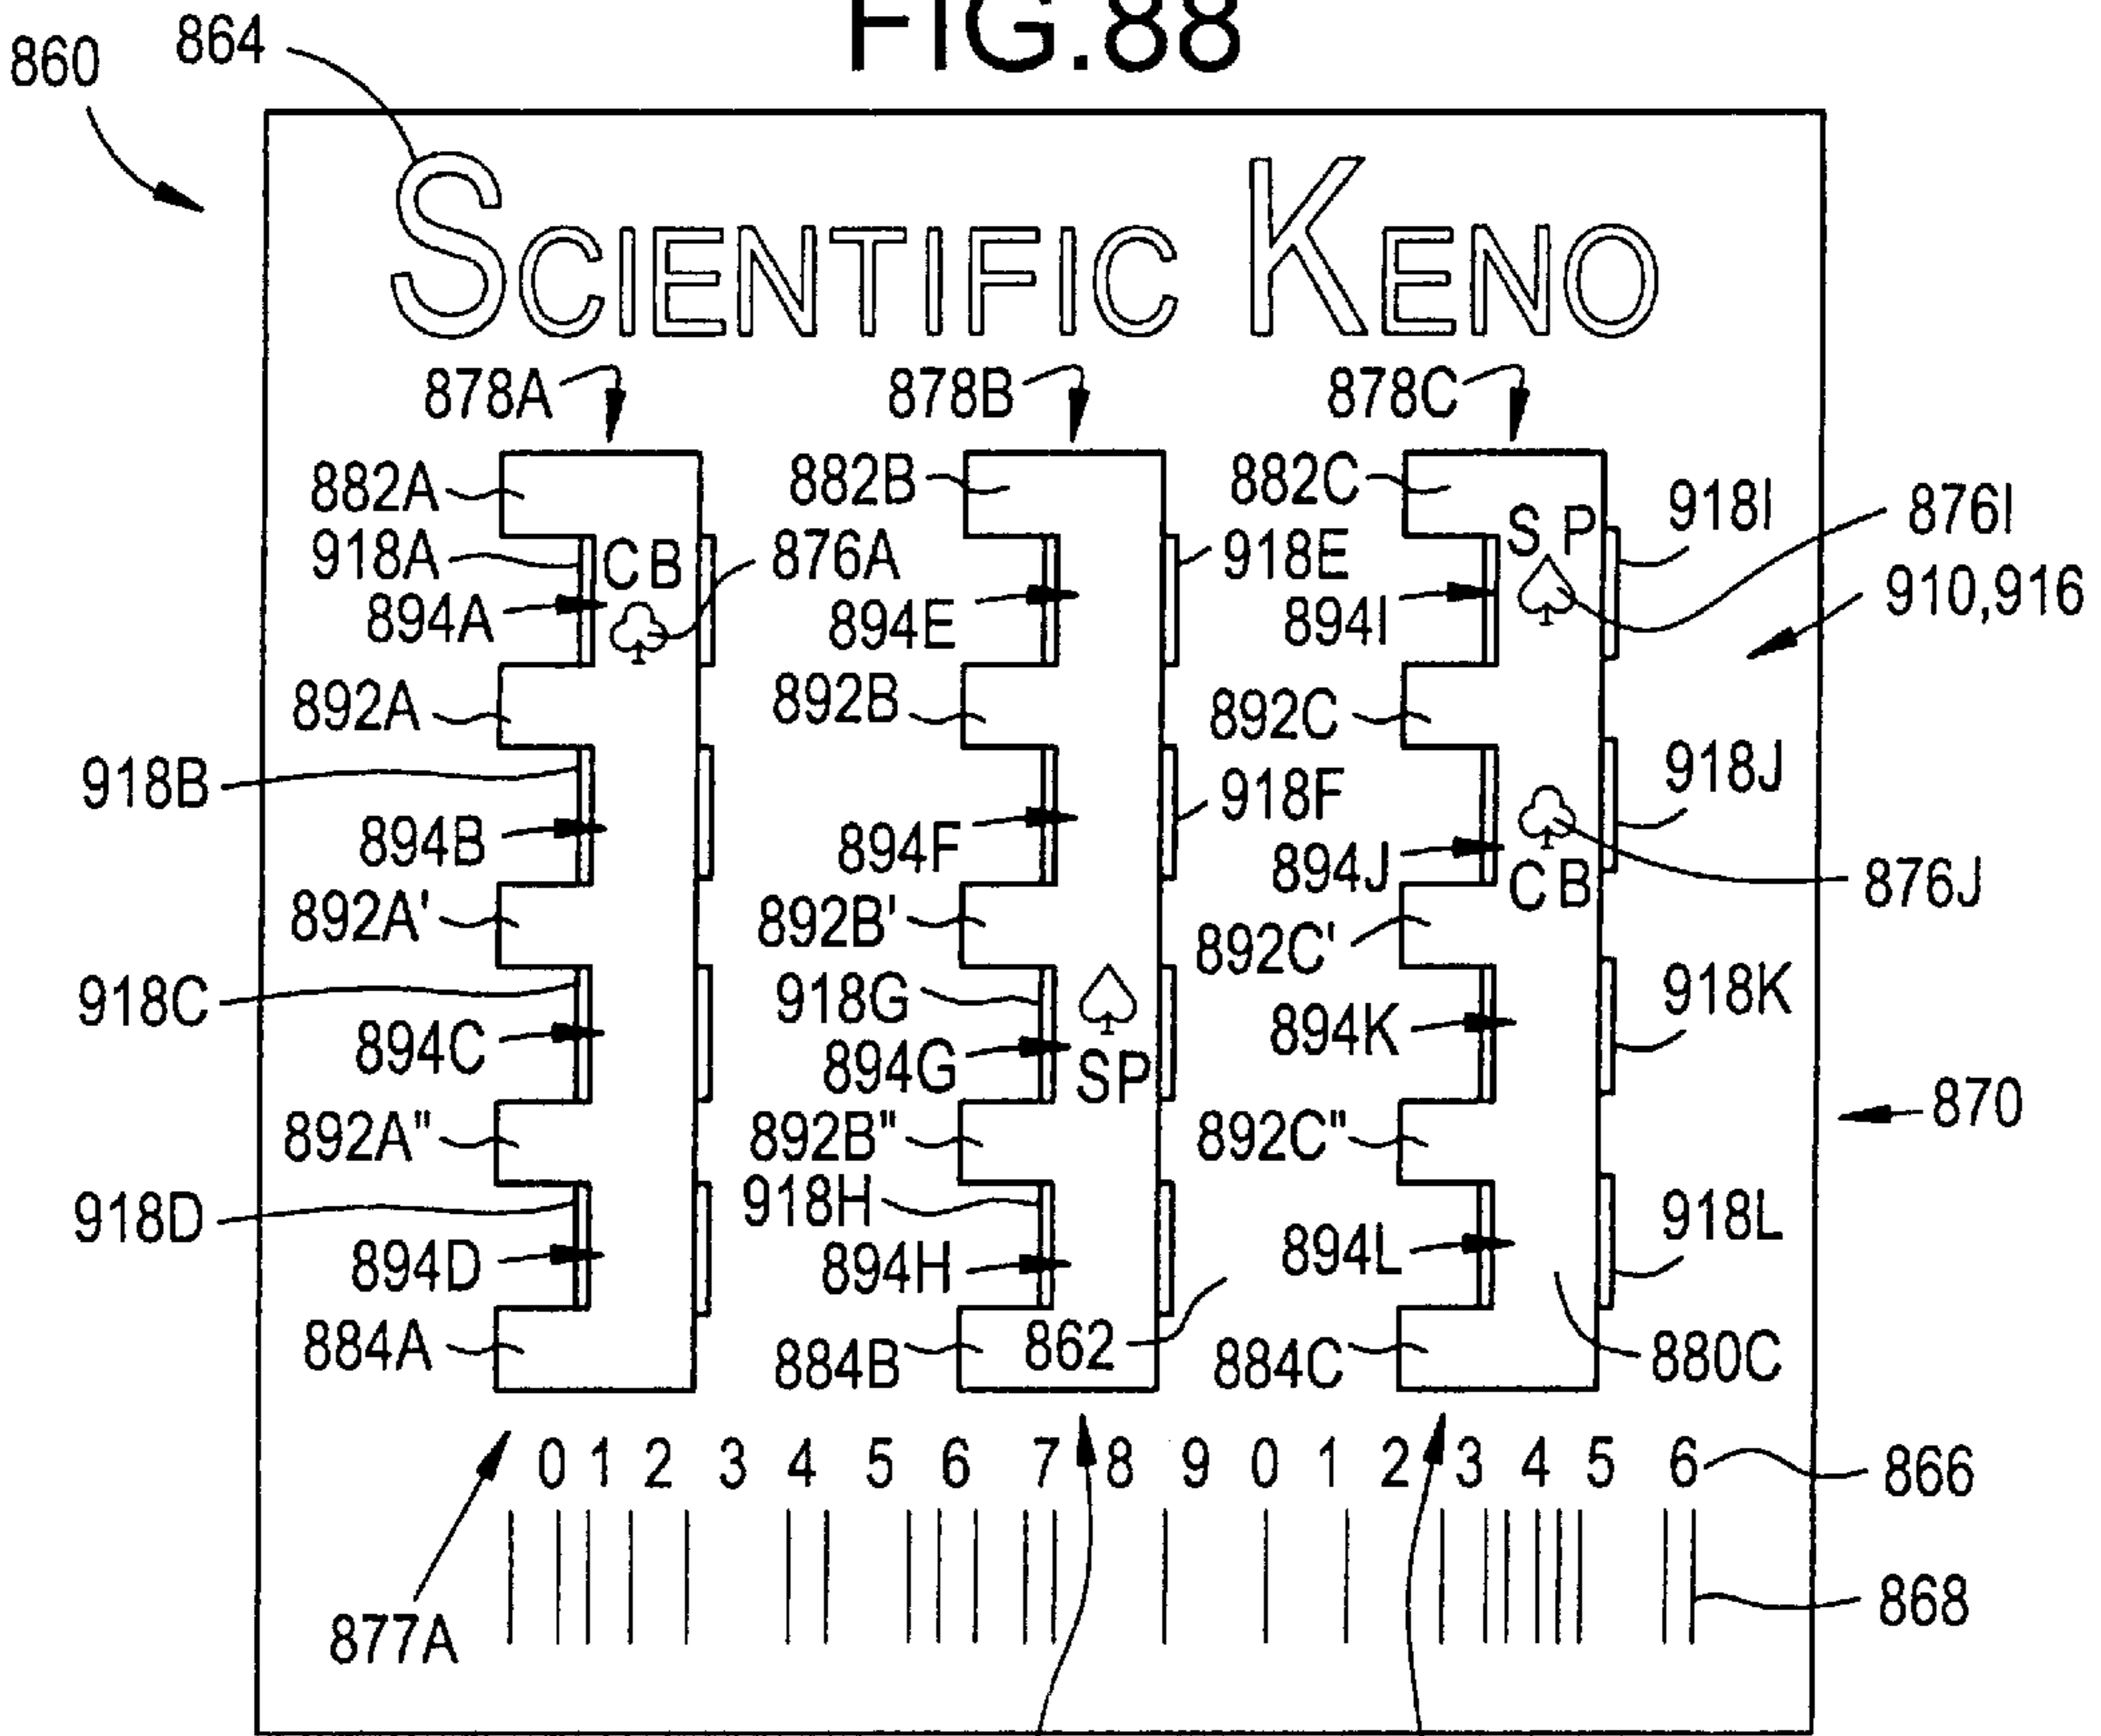 FIG.88
860 864
SCIENTIFIC KENO
878A 878B 878C
882A 882B 882C
918A CB 876A 918E SP 918I 876I
894A 894E 894I 910,916
892A 892B 892C
918B 918F 918J
894B 894F 894J CB 876J
892A' 892B' 892C'
918C 918G 918K
894C 894G SP 894K
892A" 892B" 892C" 870
918D 918H 918L
894D 894H 894L
884A 884B 862 884C 880C
0 1 2 3 4 5 6 7 8 9 0 1 2 3 4 5 6 866
877A 868